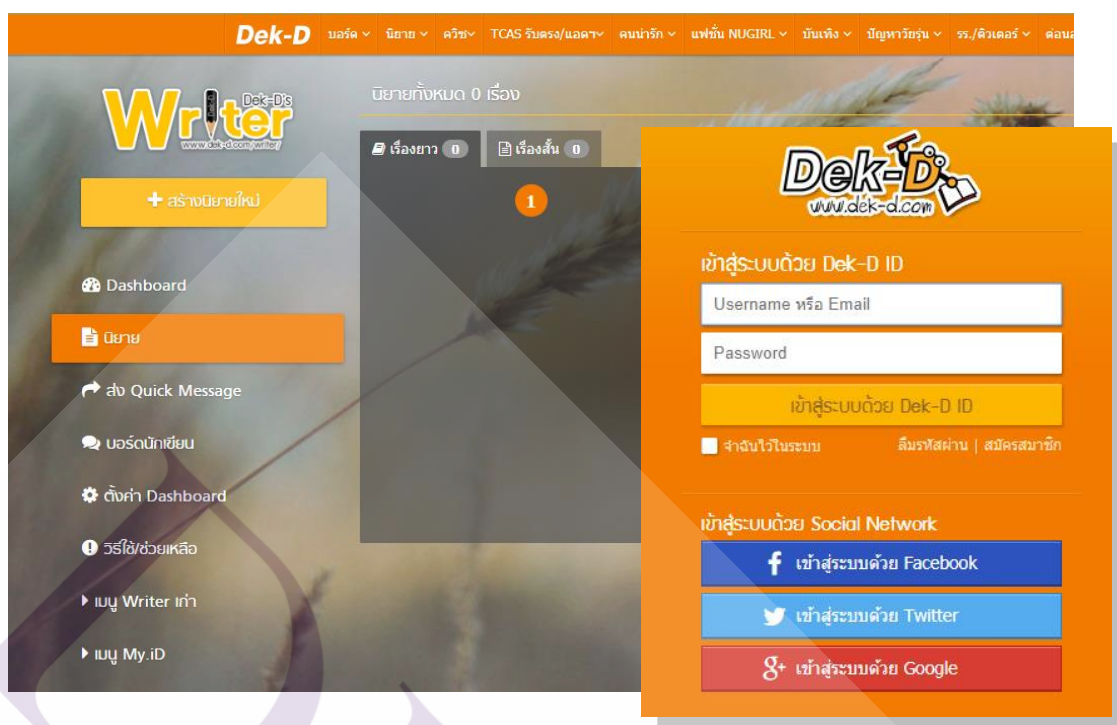 Dek-D บอร์ด นิยาย ควิซ TCAS รับตรง/แอดฯ คนน่ารัก แฟชั่น NUGIRL บันเทิง ปัญหาวัยรุ่น รร./ติวเตอร์
Writer Dek-D's
www.dek-d.com/writer/
+ สร้างนิยายใหม่
Dashboard
นิยาย
ส่ง Quick Message
บอร์ดนักเขียน
ตั้งค่า Dashboard
วิธีใช้/ช่วยเหลือ
เมนู Writer เก่า
เมนู My.iD
นิยายทั้งหมด 0 เรื่อง
เรื่องยาว 0 เรื่องสั้น 0
1
Dek-D
www.dek-d.com
เข้าสู่ระบบด้วย Dek-D ID
Username หรือ Email
Password
เข้าสู่ระบบด้วย Dek-D ID
จำฉันไว้ในระบบ ลืมรหัสผ่าน | สมัครสมาชิก
เข้าสู่ระบบด้วย Social Network
f เข้าสู่ระบบด้วย Facebook
เข้าสู่ระบบด้วย Twitter
g+ เข้าสู่ระบบด้วย Google